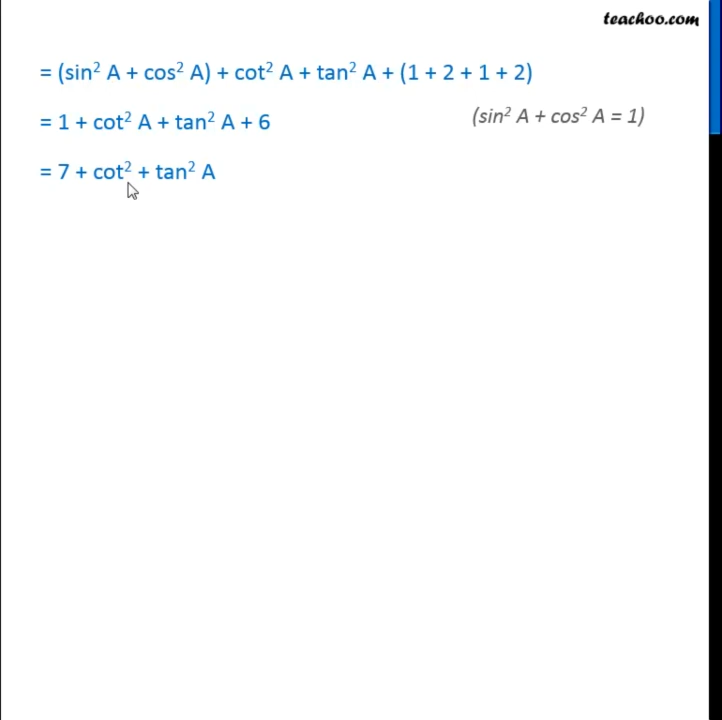 teachoo.com
= (sin² A + cos² A) + cot² A + tan² A + (1 + 2 + 1 + 2)
= 1 + cot² A + tan² A + 6 (sin² A + cos² A = 1)
= 7 + cot² + tan² A